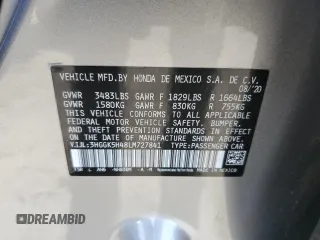 VEHICLE MFD.BY HONDA DE MEXICO S.A. DE C.V.
08/'20
GVWR 3483LBS GAWR F 1829LBS R 1664LBS
GVWR 1580KG GAWR F 830KG R 755KG
THIS VEHICLE CONFORMS TO ALL APPLICABLE
FEDERAL MOTOR VEHICLE SAFETY, BUMPER,
AND THEFT PREVENTION STANDARDS IN EFFECT ON THE
DATE OF MANUFACTURE SHOWN ABOVE.
V.I.N.:3HGGK5H48LM727841 TYPE:PASSENGER CAR
MADE IN MEXICO
© AutoBidMaster